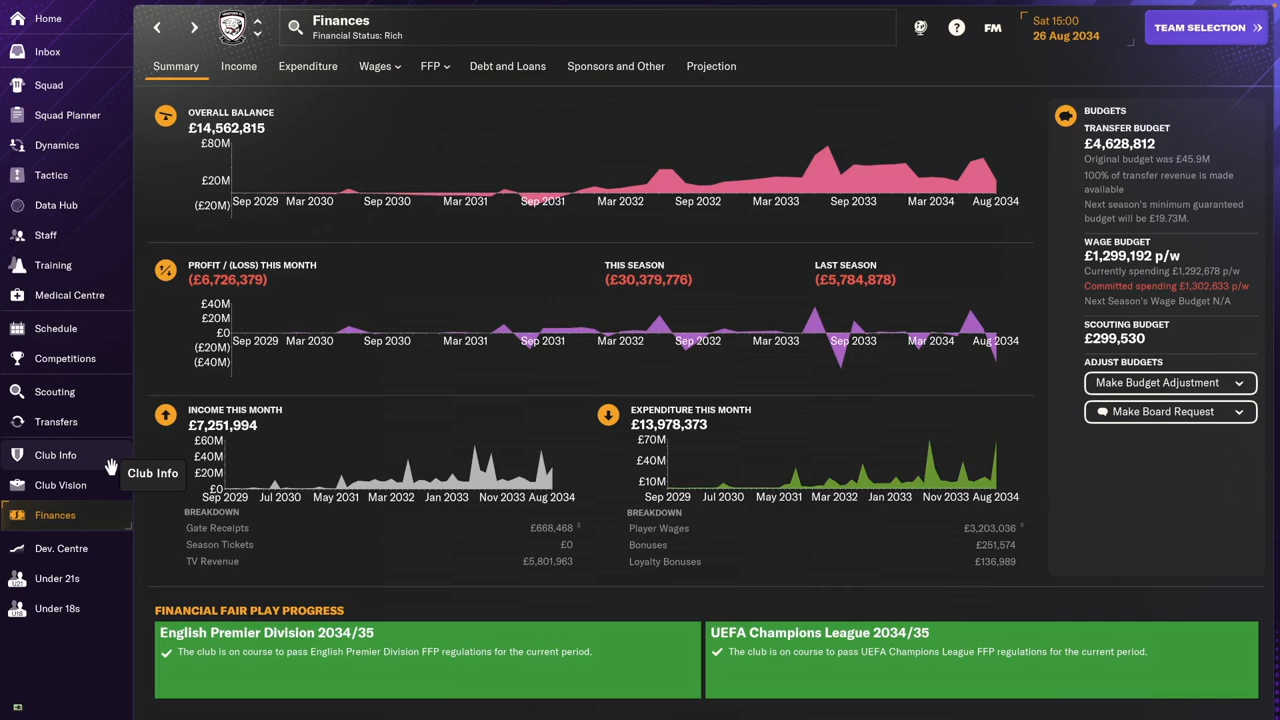 Home
Inbox
Squad
Squad Planner
Dynamics
Tactics
Data Hub
Staff
Training
Medical Centre
Schedule
Competitions
Scouting
Transfers
Club Info
Club Vision
Finances
Dev. Centre
U21
Under 21s
U18
Under 18s
Club Info
Finances
Financial Status: Rich
?
FM
Sat 15:00
26 Aug 2034
TEAM SELECTION
Summary
Income
Expenditure
Wages
FFP
Debt and Loans
Sponsors and Other
Projection
OVERALL BALANCE
£14,562,815
£80M
£20M
(£20M)
Sep 2029 Mar 2030 Sep 2030 Mar 2031 Sep 2031 Mar 2032 Sep 2032 Mar 2033 Sep 2033 Mar 2034 Aug 2034
PROFIT / (LOSS) THIS MONTH
(£6,726,379)
THIS SEASON
(£30,379,776)
LAST SEASON
(£5,784,878)
£40M
£20M
£0
(£20M)
(£40M)
Sep 2029 Mar 2030 Sep 2030 Mar 2031 Sep 2031 Mar 2032 Sep 2032 Mar 2033 Sep 2033 Mar 2034 Aug 2034
INCOME THIS MONTH
£7,251,994
£60M
£40M
£20M
£0
Sep 2029 Jul 2030 May 2031 Mar 2032 Jan 2033 Nov 2033 Aug 2034
BREAKDOWN
Gate Receipts £668,468
Season Tickets £0
TV Revenue £5,801,963
EXPENDITURE THIS MONTH
£13,978,373
£70M
£40M
£10M
Sep 2029 Jul 2030 May 2031 Mar 2032 Jan 2033 Nov 2033 Aug 2034
BREAKDOWN
Player Wages £3,203,036
Bonuses £251,574
Loyalty Bonuses £136,989
BUDGETS
TRANSFER BUDGET
£4,628,812
Original budget was £45.9M
100% of transfer revenue is made
available
Next season's minimum guaranteed
budget will be £19.73M.
WAGE BUDGET
£1,299,192 p/w
Currently spending £1,292,678 p/w
Committed spending £1,302,633 p/w
Next Season's Wage Budget N/A
SCOUTING BUDGET
£299,530
ADJUST BUDGETS
Make Budget Adjustment
Make Board Request
FINANCIAL FAIR PLAY PROGRESS
English Premier Division 2034/35
The club is on course to pass English Premier Division FFP regulations for the current period.
UEFA Champions League 2034/35
The club is on course to pass UEFA Champions League FFP regulations for the current period.